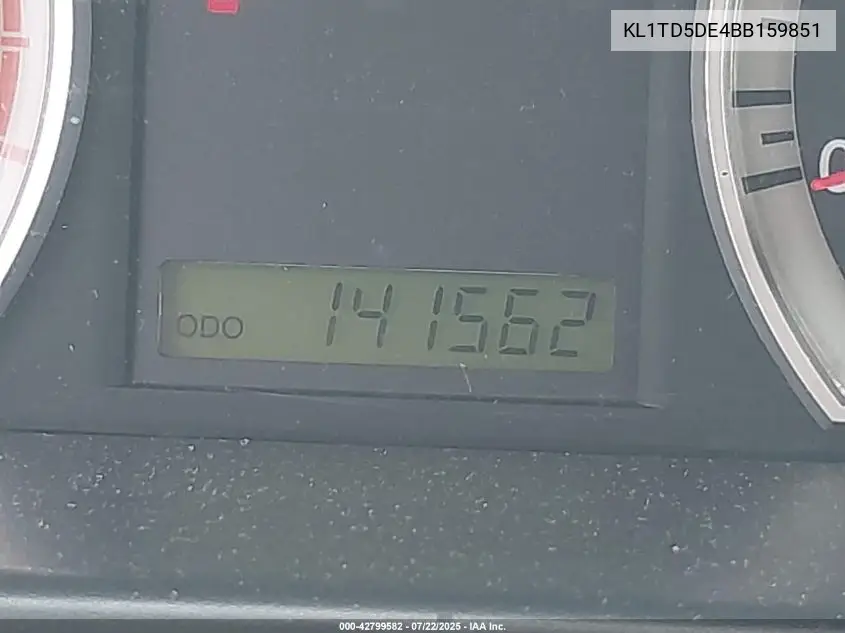 KL1TD5DE4BB159851
ODO 141562
000-42799582 - 07/22/2025 - IAA Inc.